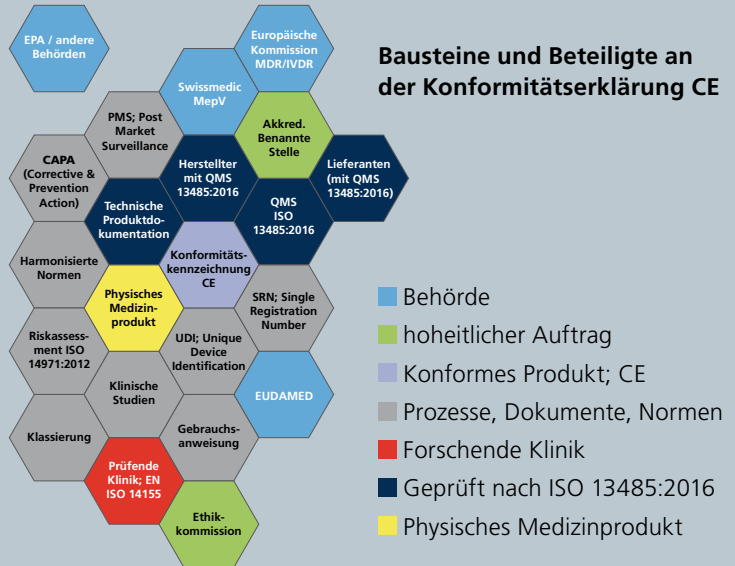 EPA / andere
Behörden
Europäische
Kommission
MDR/IVDR
Bausteine und Beteiligte an
der Konformitätserklärung CE
Swissmedic
MepV
PMS; Post
Market
Surveillance
Akkred.
Benannte
Stelle
CAPA
(Corrective &
Prevention
Action)
Herstellter
mit QMS
13485:2016
Lieferanten
(mit QMS
13485:2016)
Technische
Produktdo-
kumentation
QMS
ISO
13485:2016
Harmonisierte
Normen
Konformitäts-
kennzeichnung
CE
Physisches
Medizin-
produkt
SRN; Single
Registration
Number
Riskassess-
ment ISO
14971:2012
UDI; Unique
Device
Identification
Klinische
Studien
EUDAMED
Klassierung
Gebrauchs-
anweisung
Prüfende
Klinik; EN
ISO 14155
Ethik-
kommission
Behörde
hoheitlicher Auftrag
Konformes Produkt; CE
Prozesse, Dokumente, Normen
Forschende Klinik
Geprüft nach ISO 13485:2016
Physisches Medizinprodukt